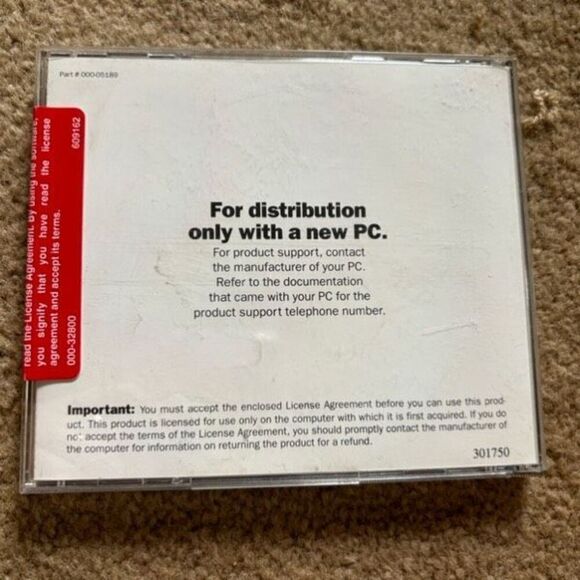 Part # 000-05189
read the License Agreement. By using the software,
you signify that you have read the license
agreement and accept its terms.
000-32800 609162
For distribution
only with a new PC.
For product support, contact
the manufacturer of your PC.
Refer to the documentation
that came with your PC for the
product support telephone number.
Important: You must accept the enclosed License Agreement before you can use this prod-
uct. This product is licensed for use only on the computer with which it is first acquired. If you do
not accept the terms of the License Agreement, you should promptly contact the manufacturer of
the computer for information on returning the product for a refund.
301750